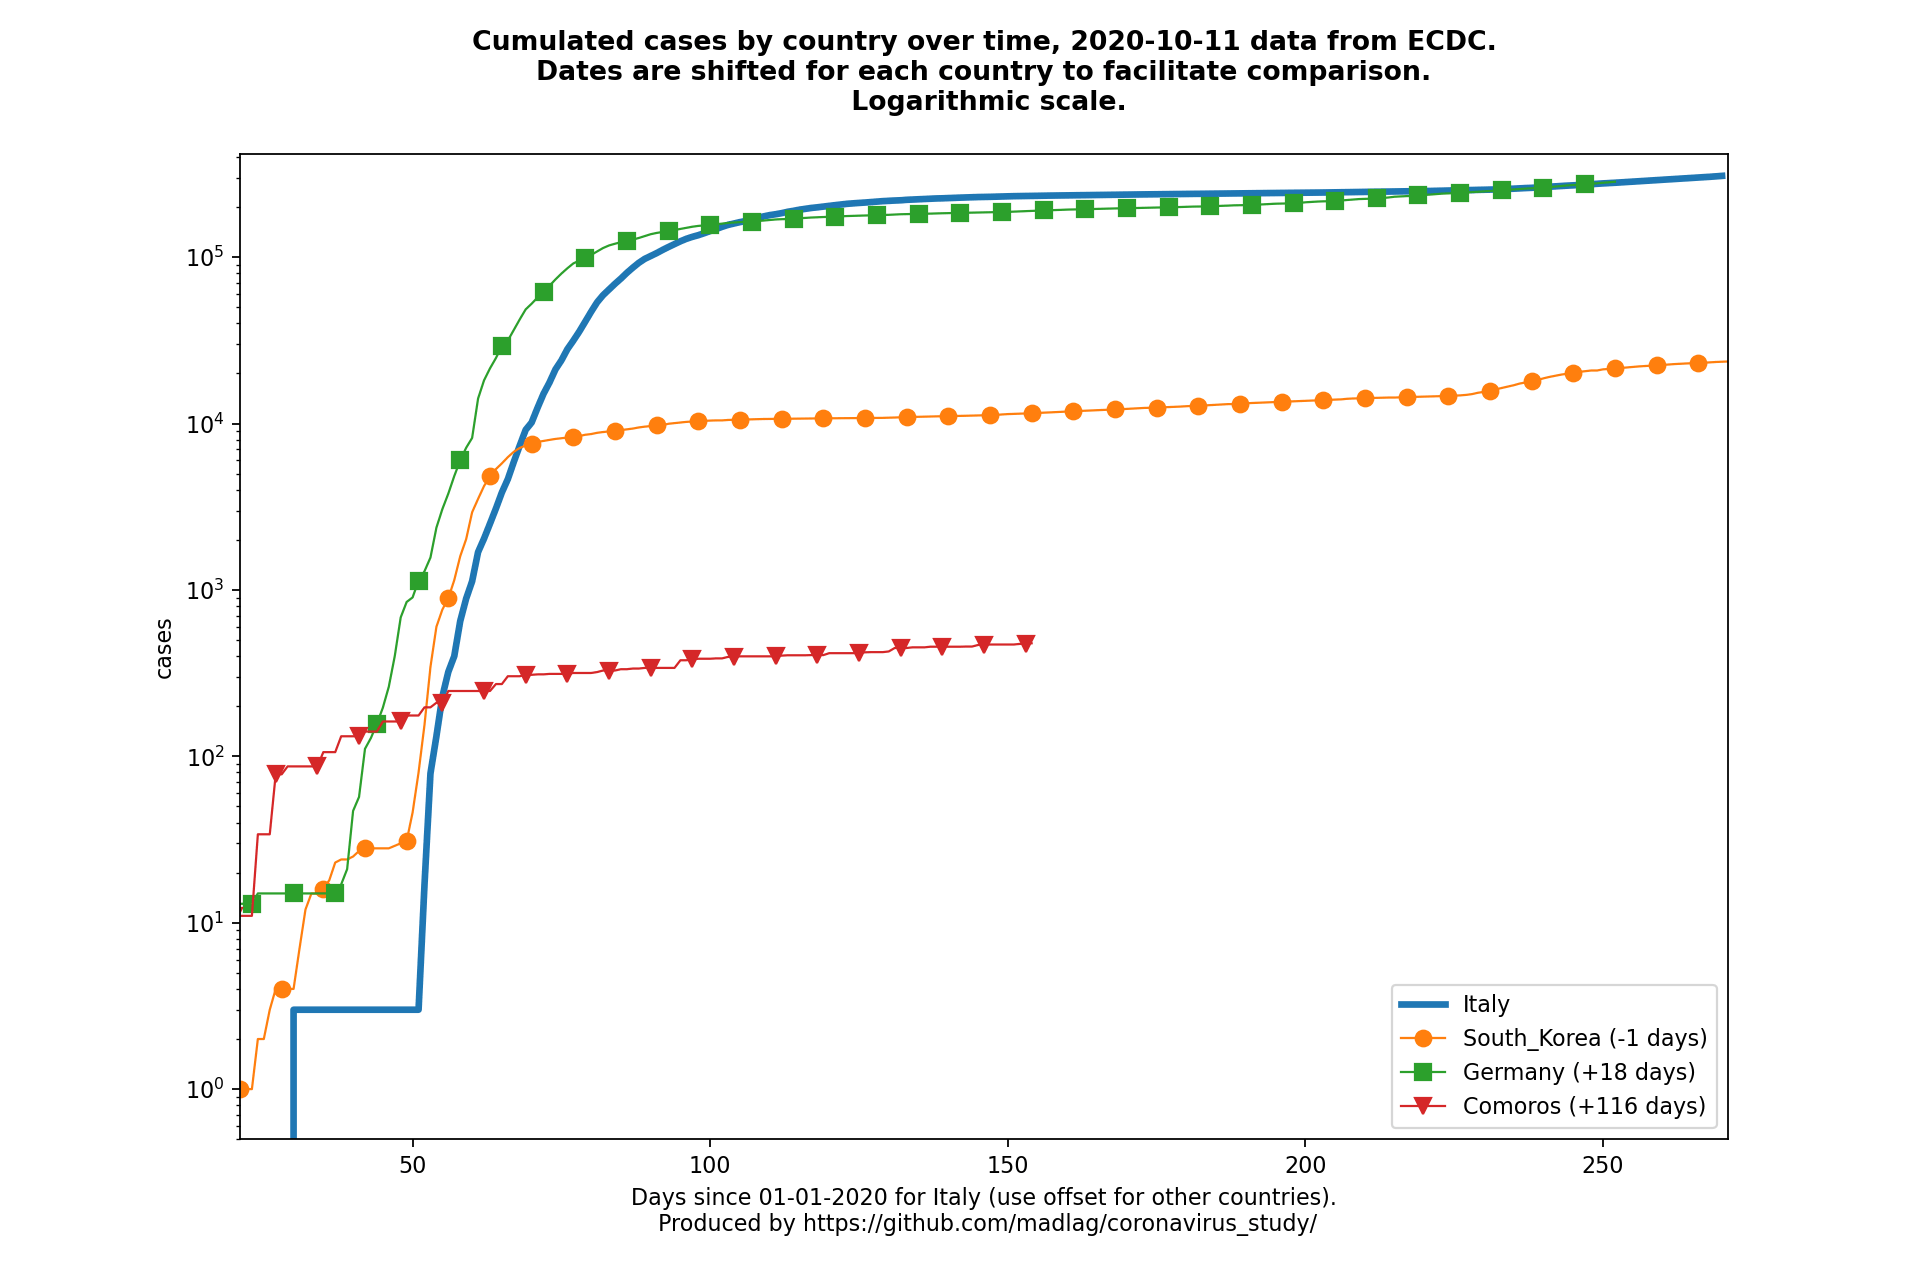 Cumulated cases by country over time, 2020-10-11 data from ECDC.
Dates are shifted for each country to facilitate comparison.
Logarithmic scale.
cases
10^5
10^4
10^3
10^2
10^1
10^0
50 100 150 200 250
Italy
South_Korea (-1 days)
Germany (+18 days)
Comoros (+116 days)
Days since 01-01-2020 for Italy (use offset for other countries).
Produced by https://github.com/madlag/coronavirus_study/